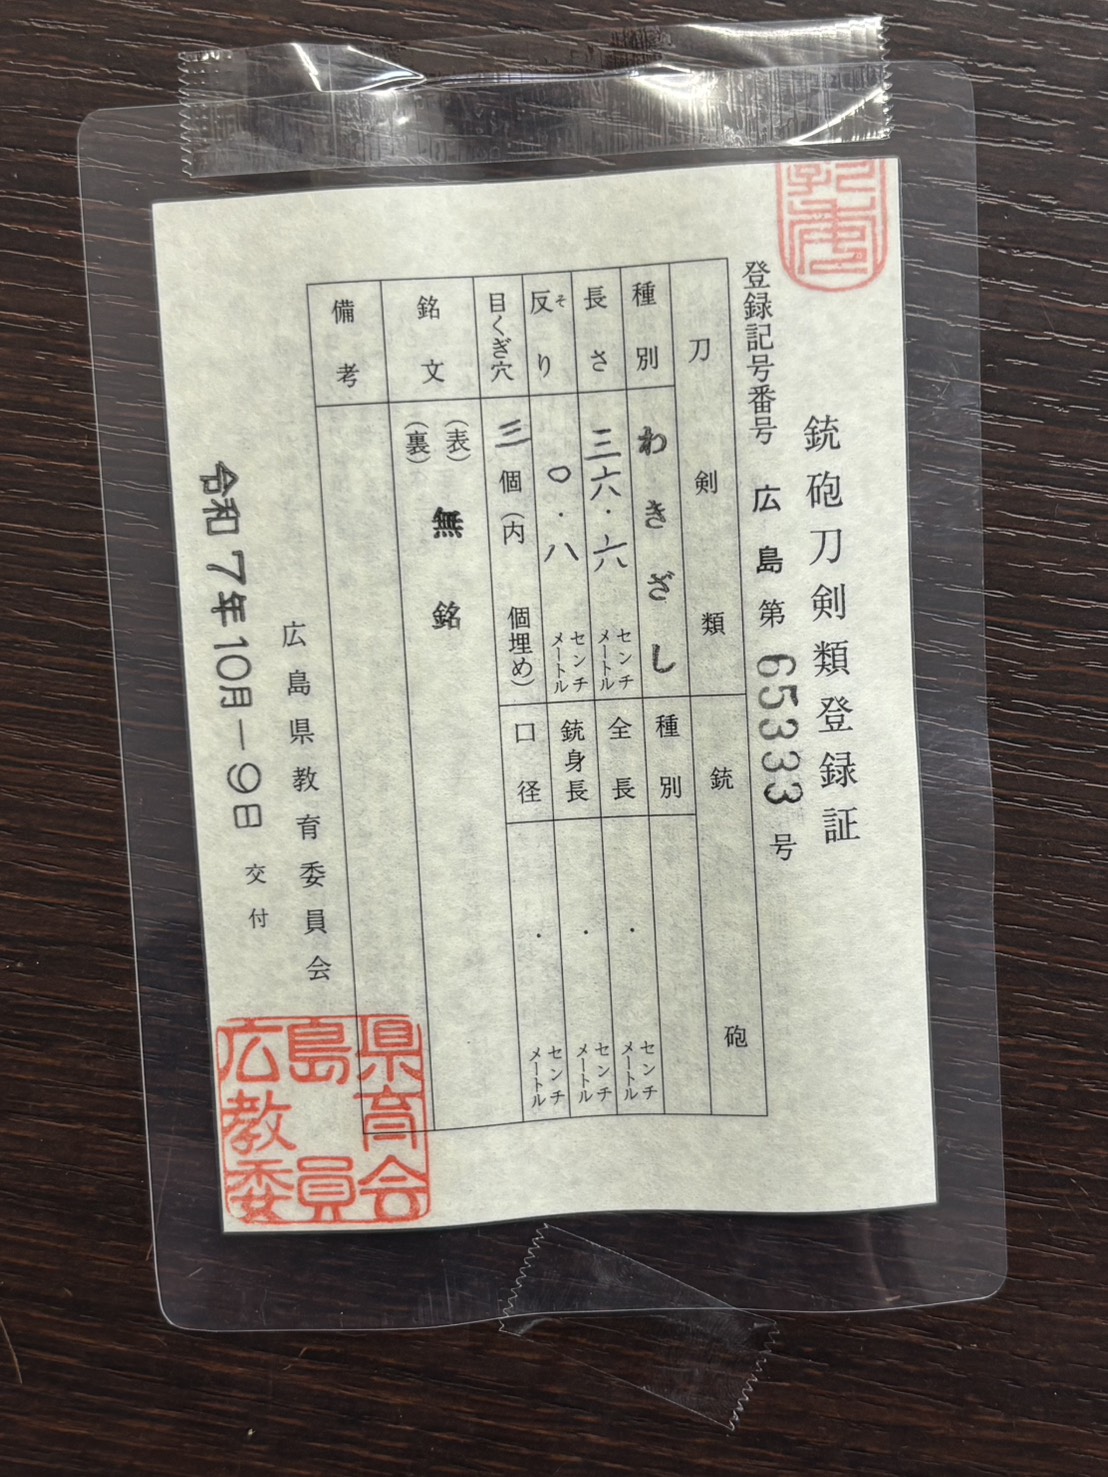 銃砲刀剣類登録証
登録記号番号 広島第 65333 号
刀剣類
種別 わきざし
長さ 三六・六 センチメートル
反り そ 〇・八 センチメートル
目くぎ穴 三個(内 個埋め)
銃砲
種別
全長 ・ センチメートル
銃身長 ・ センチメートル
口径 ・ センチメートル
銘文 (表) 無銘
(裏)
備考
広島県教育委員会
令和7年10月-9日 交付
広島県
教育
委員会